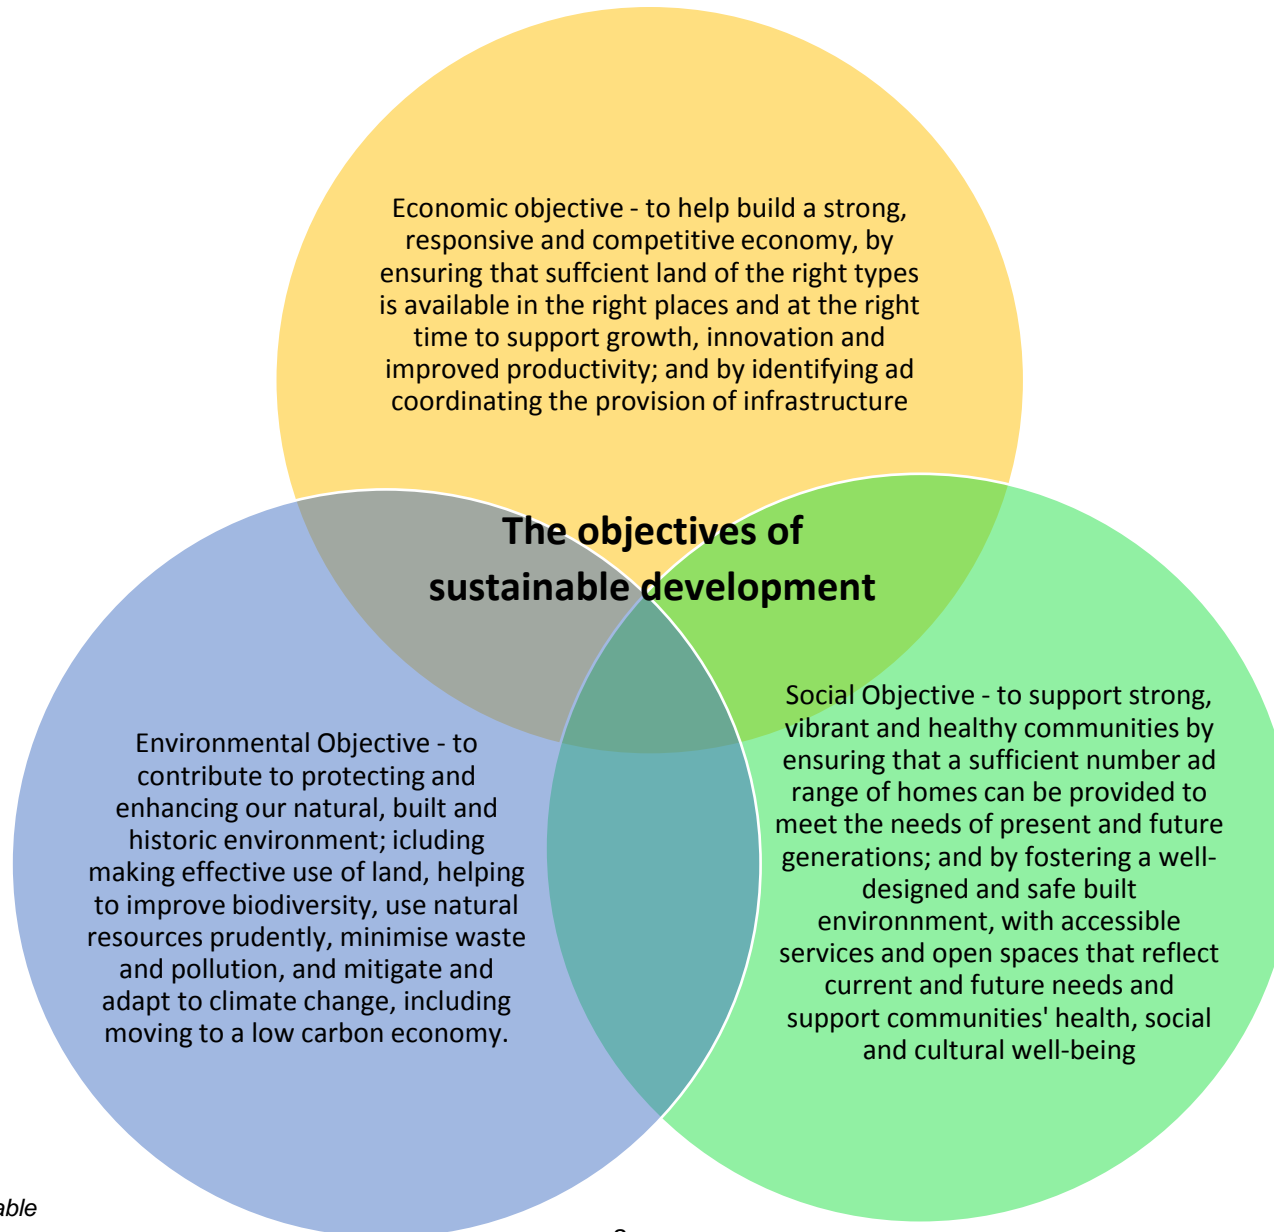 Economic objective - to help build a strong,
responsive and competitive economy, by
ensuring that suffcient land of the right types
is available in the right places and at the right
time to support growth, innovation and
improved productivity; and by identifying ad
coordinating the provision of infrastructure
The objectives of
sustainable development
Environmental Objective - to
contribute to protecting and
enhancing our natural, built and
historic environment; icluding
making effective use of land, helping
to improve biodiversity, use natural
resources prudently, minimise waste
and pollution, and mitigate and
adapt to climate change, including
moving to a low carbon economy.
Social Objective - to support strong,
vibrant and healthy communities by
ensuring that a sufficient number ad
range of homes can be provided to
meet the needs of present and future
generations; and by fostering a well-
designed and safe built
environnment, with accessible
services and open spaces that reflect
current and future needs and
support communities' health, social
and cultural well-being
able